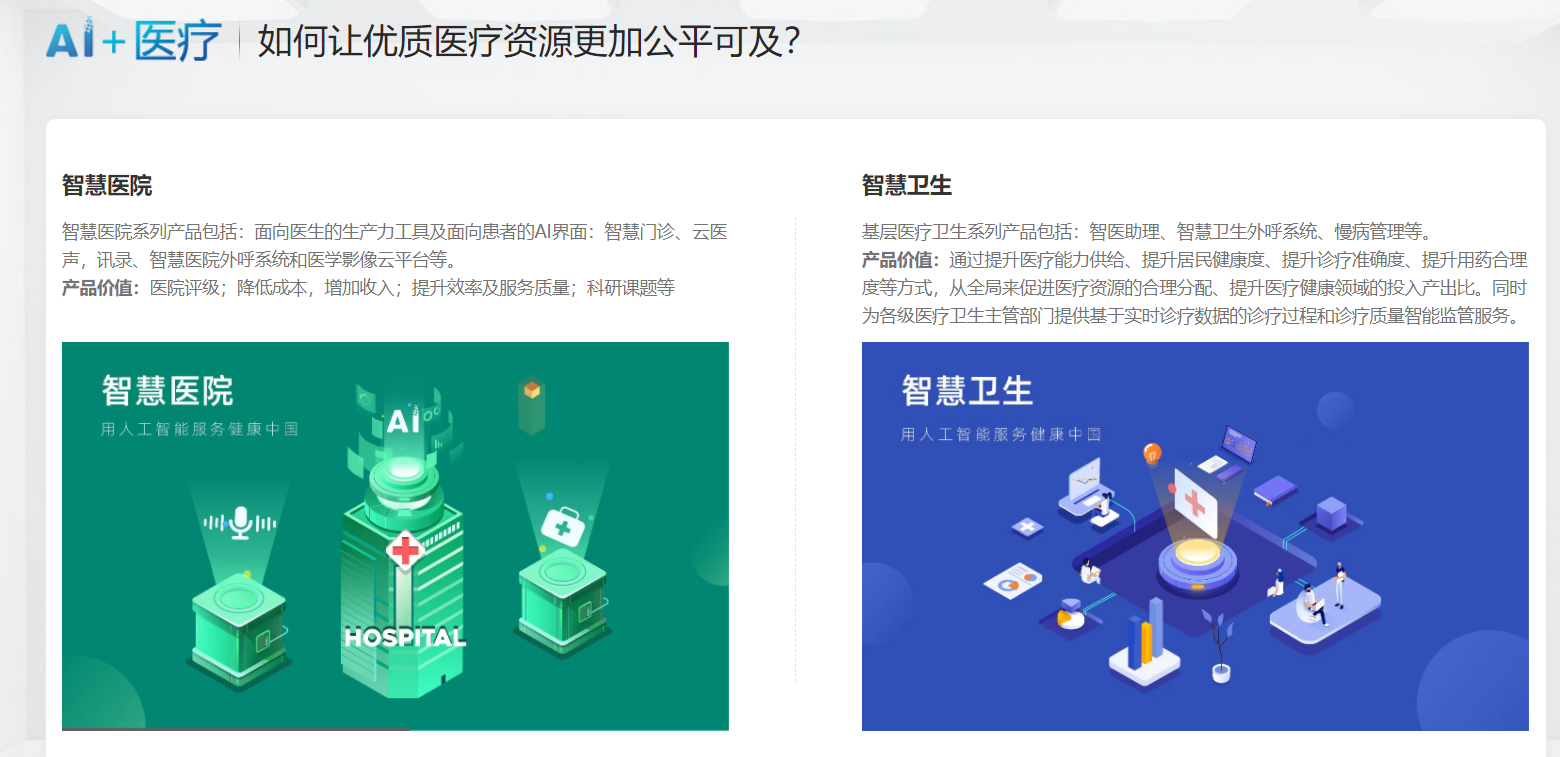 AI+医疗 | 如何让优质医疗资源更加公平可及？
智慧医院
智慧医院系列产品包括：面向医生的生产力工具及面向患者的AI界面：智慧门诊、云医
声，讯录、智慧医院外呼系统和医学影像云平台等。
产品价值：医院评级；降低成本，增加收入；提升效率及服务质量；科研课题等
智慧医院
用人工智能服务健康中国
AI
HOSPITAL
智慧卫生
基层医疗卫生系列产品包括：智医助理、智慧卫生外呼系统、慢病管理等。
产品价值：通过提升医疗能力供给、提升居民健康度、提升诊疗准确度、提升用药合理
度等方式，从全局来促进医疗资源的合理分配、提升医疗健康领域的投入产出比。同时
为各级医疗卫生主管部门提供基于实时诊疗数据的诊疗过程和诊疗质量智能监管服务。
智慧卫生
用人工智能服务健康中国